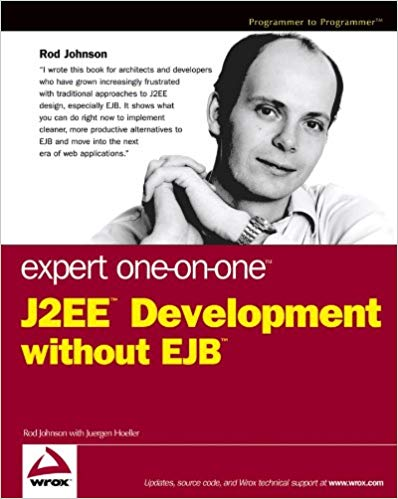 Programmer to Programmer™
Rod Johnson
"I wrote this book for architects and developers
who have grown increasingly frustrated
with traditional approaches to J2EE
design, especially EJB. It shows what
you can do right now to implement
cleaner, more productive alternatives to
EJB and move into the next
era of web applications."
expert one-on-one™
J2EE™ Development
without EJB™
Rod Johnson with Juergen Hoeller
wrox
Updates, source code, and Wrox technical support at www.wrox.com